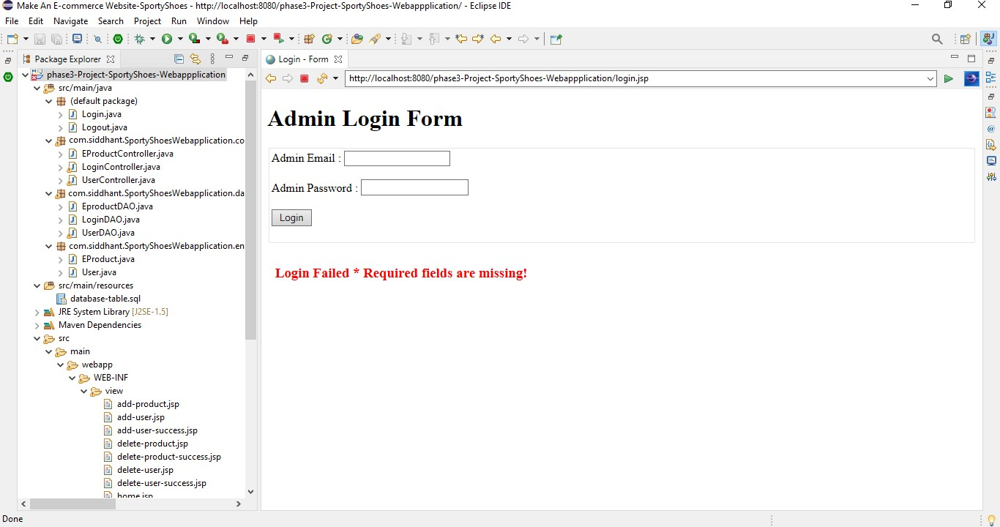 Make An E-commerce Website-SportyShoes - http://localhost:8080/phase3-Project-SportyShoes-Webappplication/ - Eclipse IDE
File Edit Navigate Search Project Run Window Help
Package Explorer
phase3-Project-SportyShoes-Webappplication
src/main/java
(default package)
Login.java
Logout.java
com.siddhant.SportyShoesWebapplication.co
EProductController.java
LoginController.java
UserController.java
com.siddhant.SportyShoesWebapplication.da
EproductDAO.java
LoginDAO.java
UserDAO.java
com.siddhant.SportyShoesWebapplication.en
EProduct.java
User.java
src/main/resources
database-table.sql
JRE System Library [J2SE-1.5]
Maven Dependencies
src
main
webapp
WEB-INF
view
add-product.jsp
add-user.jsp
add-user-success.jsp
delete-product.jsp
delete-product-success.jsp
delete-user.jsp
delete-user-success.jsp
home.jsp
Login - Form
http://localhost:8080/phase3-Project-SportyShoes-Webappplication/login.jsp
Admin Login Form
Admin Email :
Admin Password :
Login
Login Failed * Required fields are missing!
Done